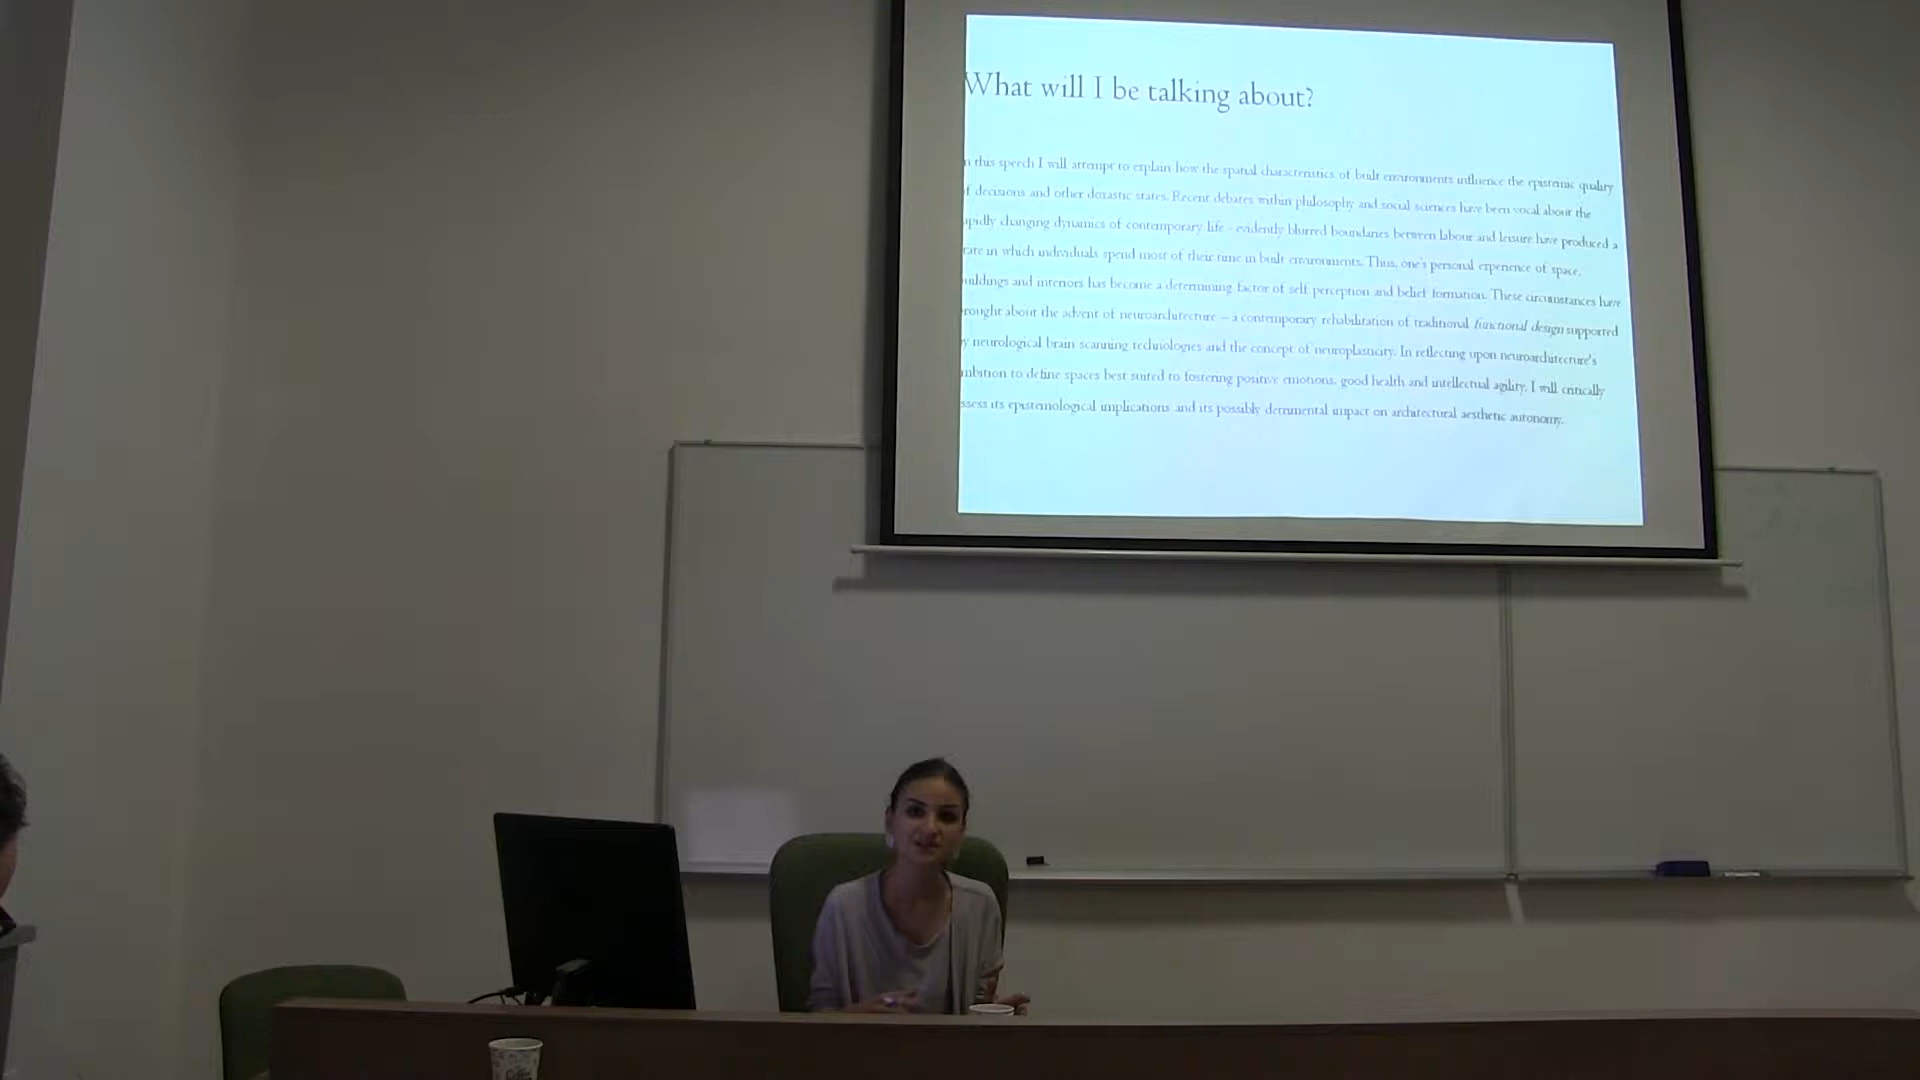 What will I be talking about?
n this speech I will attempt to explain how the spatial characteristics of built environments influence the epistemic quality
f decisions and other doxastic states. Recent debates within philosophy and social sciences have been vocal about the
apidly changing dynamics of contemporary life - evidently blurred boundaries between labour and leisure have produced a
tate in which individuals spend most of their time in built environments. Thus, one's personal experience of space,
uildings and interiors has become a determining factor of self perception and belief formation. These circumstances have
rought about the advent of neuroarchitecture – a contemporary rehabilitation of traditional functional design supported
y neurological brain scanning technologies and the concept of neuroplasticity. In reflecting upon neuroarchitecture's
mbition to define spaces best suited to fostering positive emotions, good health and intellectual agility, I will critically
ssess its epistemological implications and its possibly detrimental impact on architectural aesthetic autonomy.
Coffee